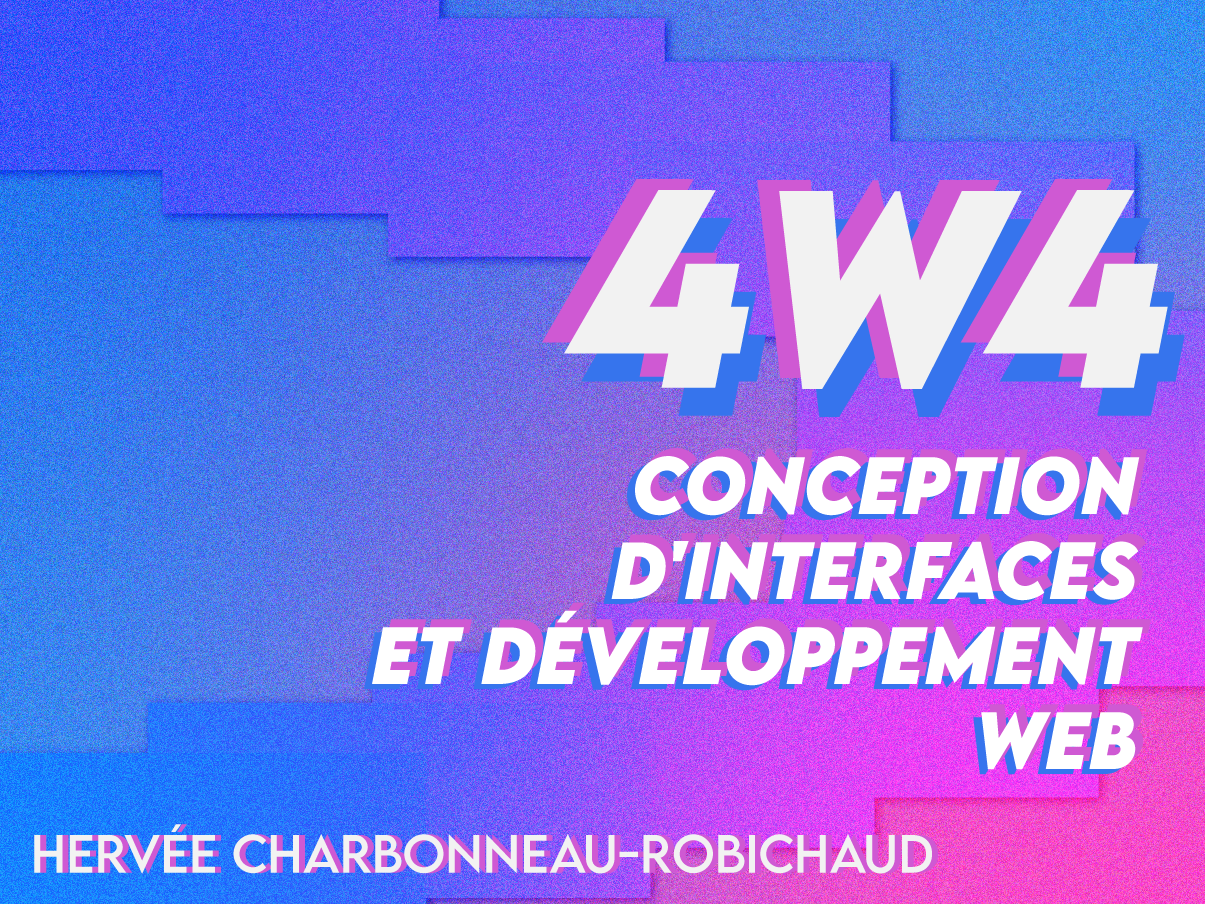 4W4
CONCEPTION
D'INTERFACES
ET DÉVELOPPEMENT
WEB
HERVÉE CHARBONNEAU-ROBICHAUD